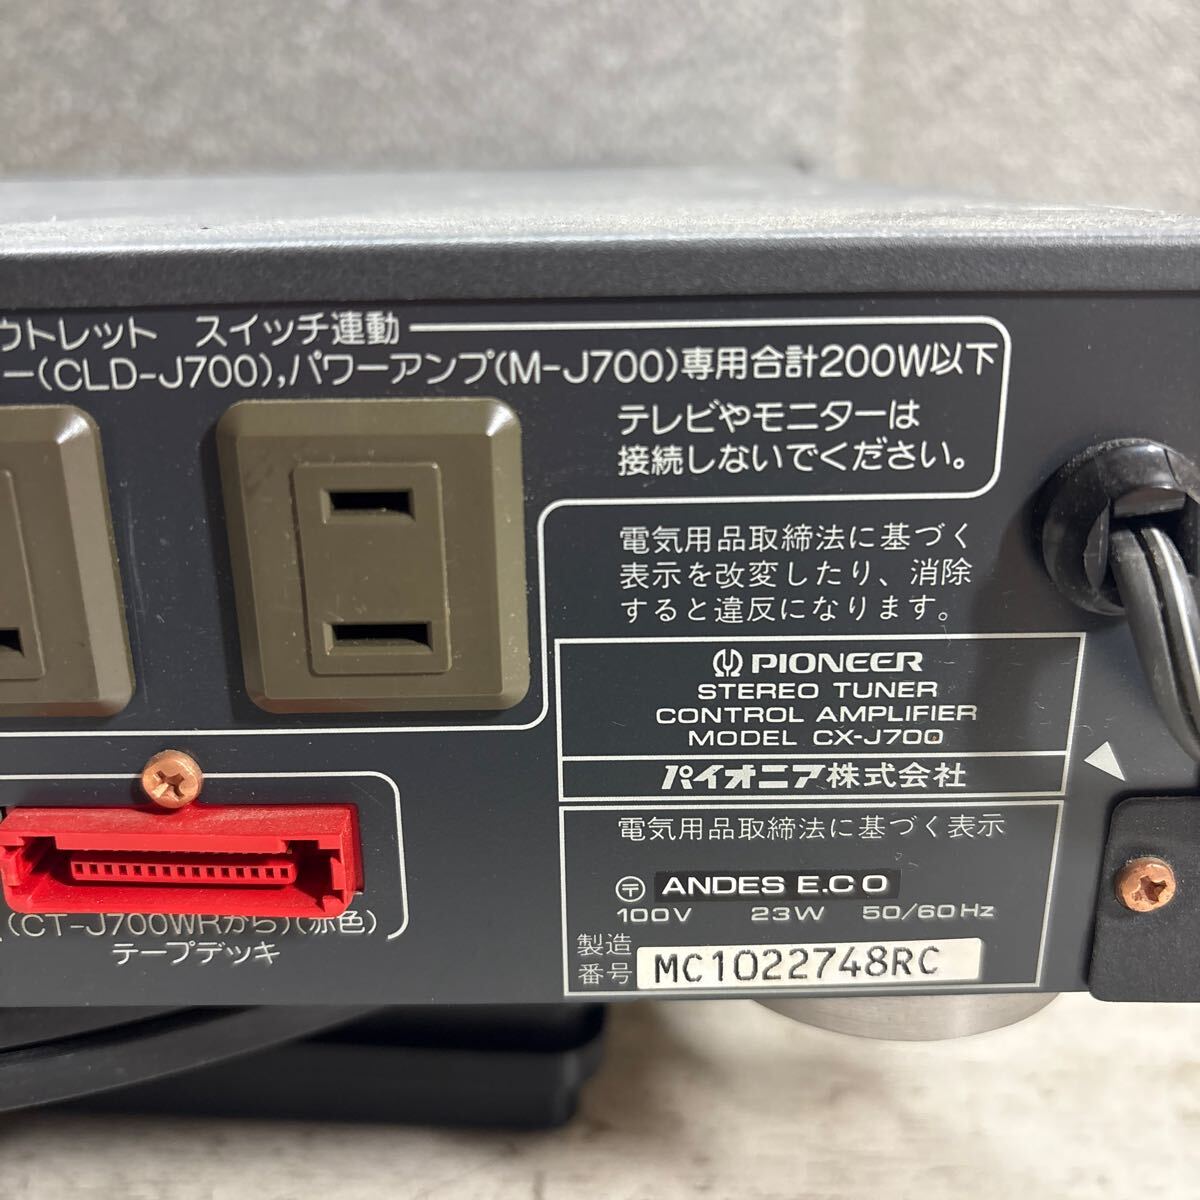 ウトレット スイッチ連動
ー(CLD-J700),パワーアンプ(M-J700)専用合計200W以下
テレビやモニターは
接続しないでください。
電気用品取締法に基づく
表示を改変したり、消除
すると違反になります。
PIONEER
STEREO TUNER
CONTROL AMPLIFIER
MODEL CX-J700
パイオニア株式会社
電気用品取締法に基づく表示
〒 ANDES E.CO
100V 23W 50/60Hz
製造
番号 MC1022748RC
(CT-J700WRから)(赤色)
テープデッキ